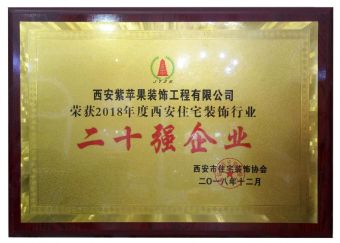 西安紫苹果装饰工程有限公司
荣获2018年度西安住宅装饰行业
二十强企业
西安市住宅装饰协会
二〇一八年十二月